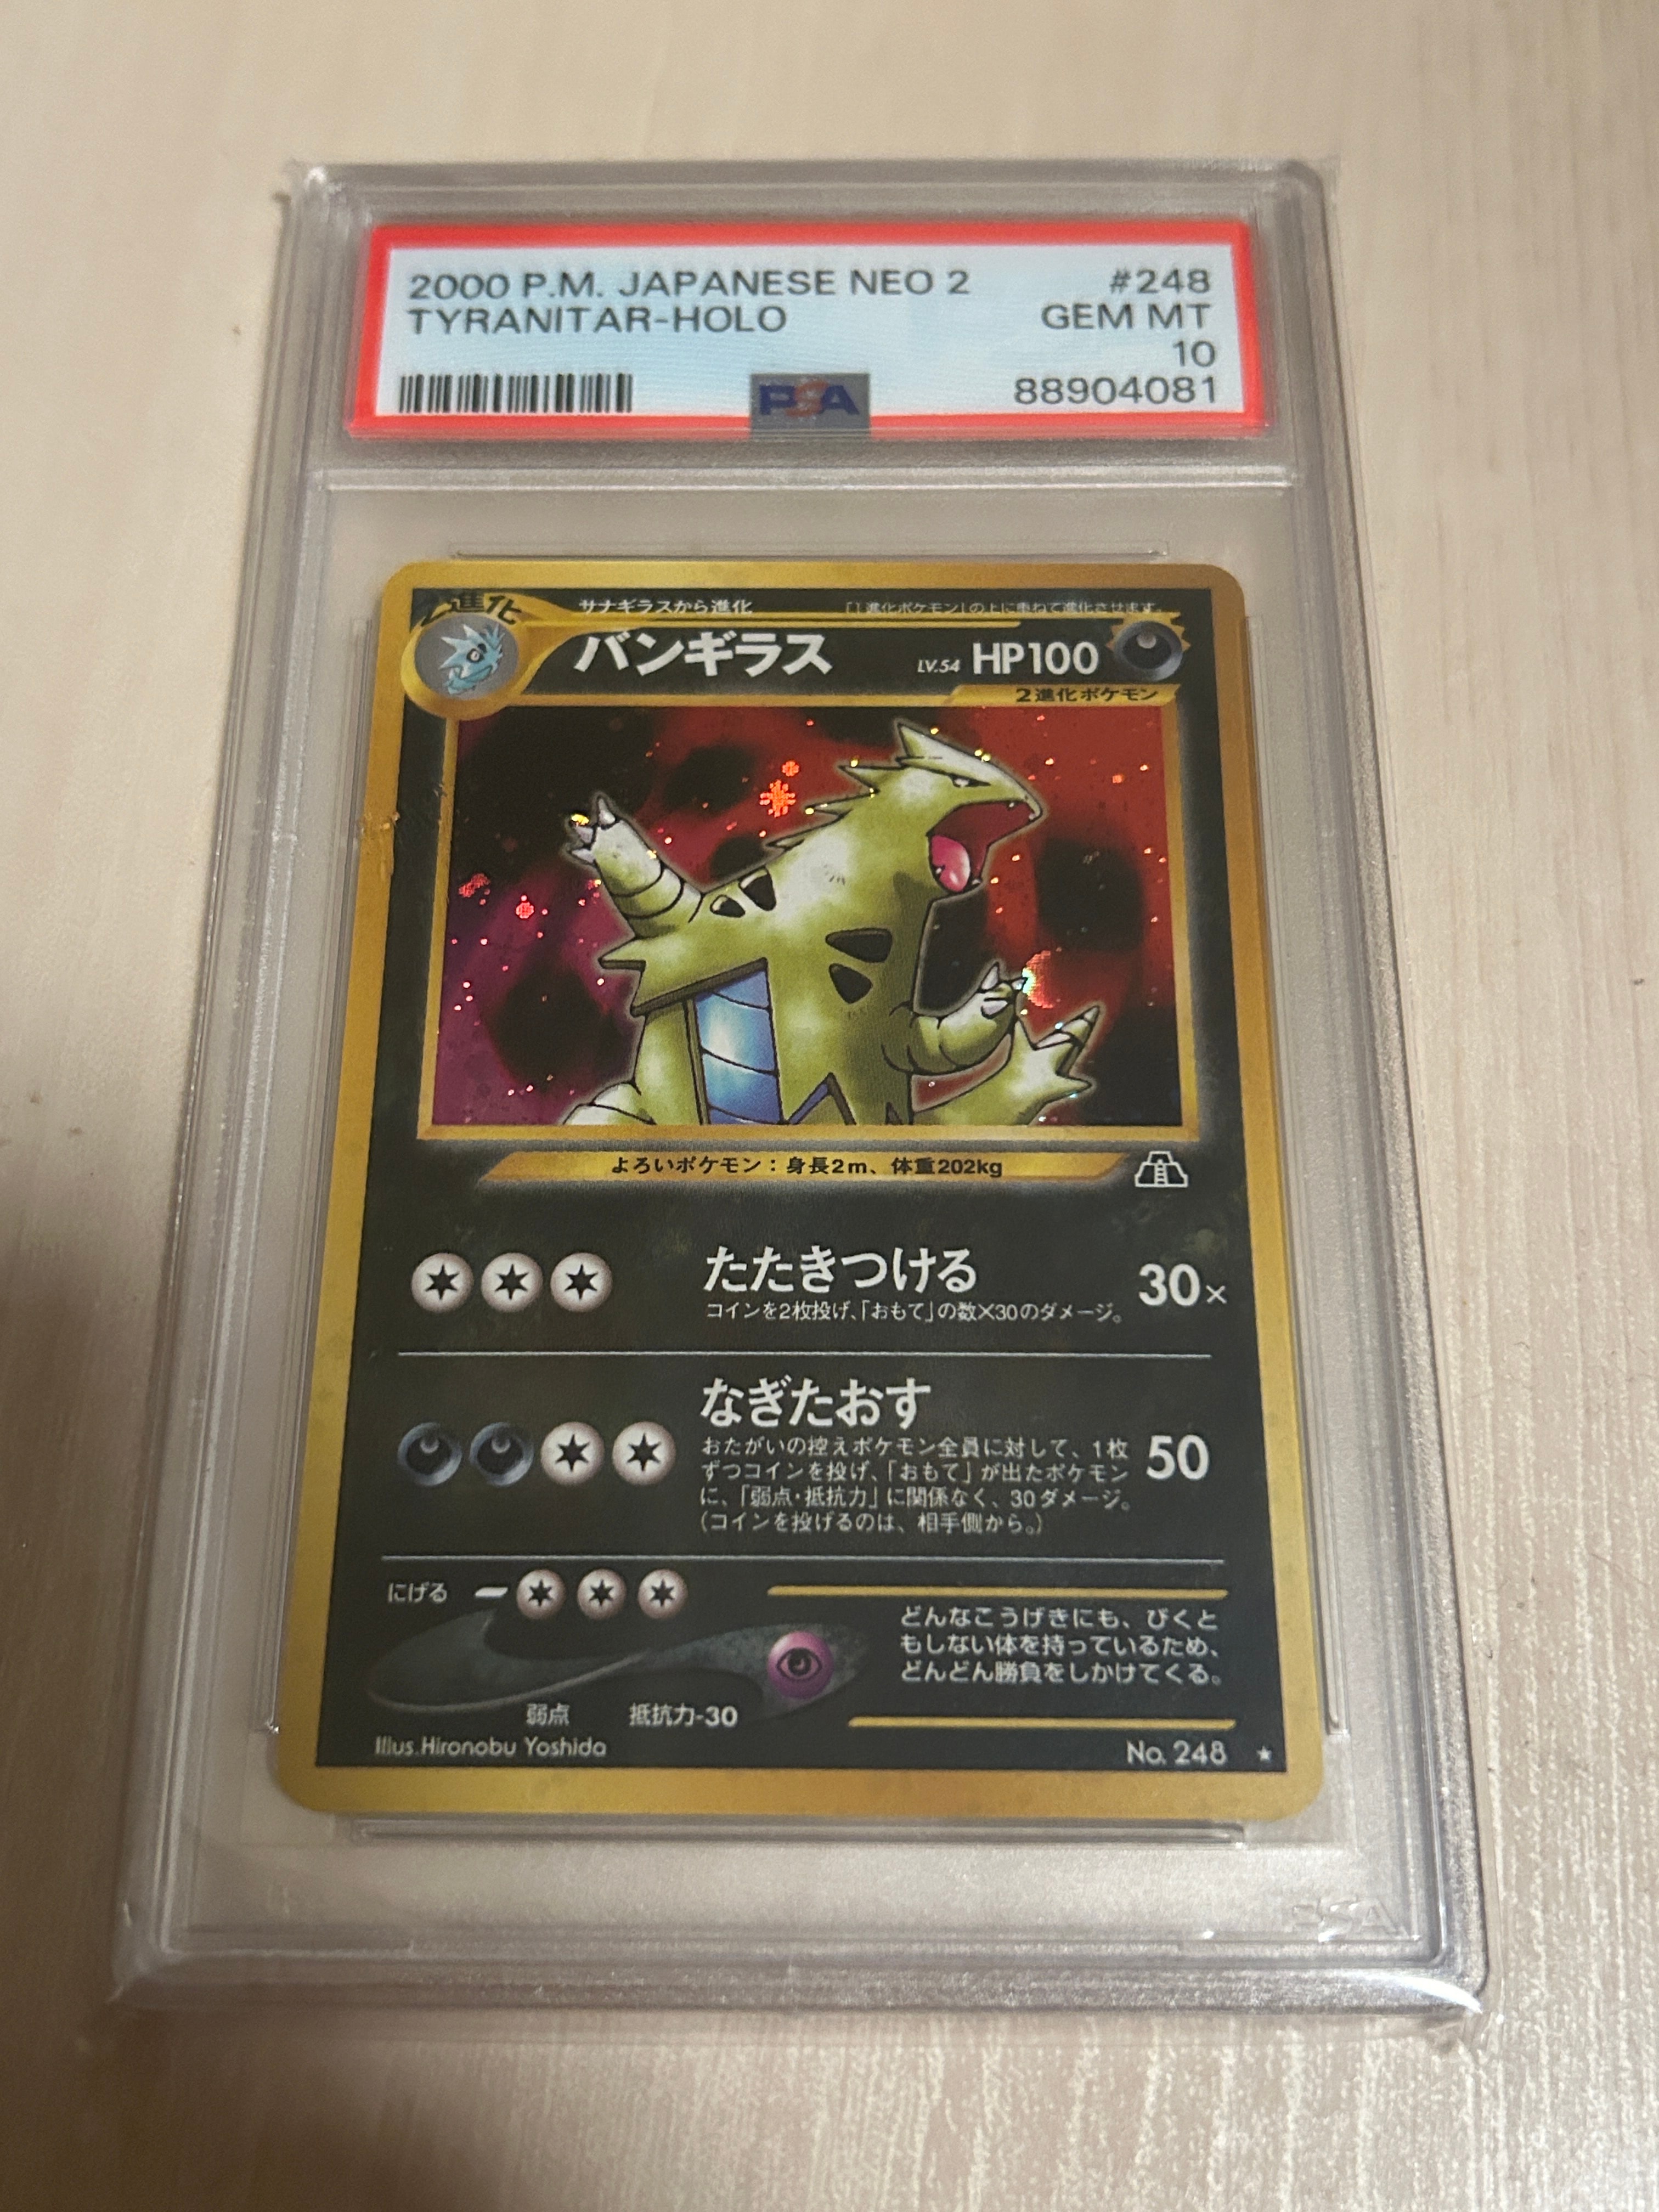 2000 P.M. JAPANESE NEO 2 #248
TYRANITAR-HOLO GEM MT
10
PSA 88904081
2進化
サナギラスから進化 「1進化ポケモン」の上に重ねて進化させます。
バンギラス LV.54 HP100
2進化ポケモン
よろいポケモン：身長2m、体重202kg
たたきつける 30×
コインを2枚投げ、「おもて」の数×30のダメージ。
なぎたおす 50
おたがいの控えポケモン全員に対して、1枚
ずつコインを投げ、「おもて」が出たポケモン
に、「弱点・抵抗力」に関係なく、30ダメージ。
（コインを投げるのは、相手側から。）
にげる
どんなこうげきにも、びくと
もしない体を持っているため、
どんどん勝負をしかけてくる。
弱点 抵抗力-30
Illus.Hironobu Yoshida No. 248 ★
PSA